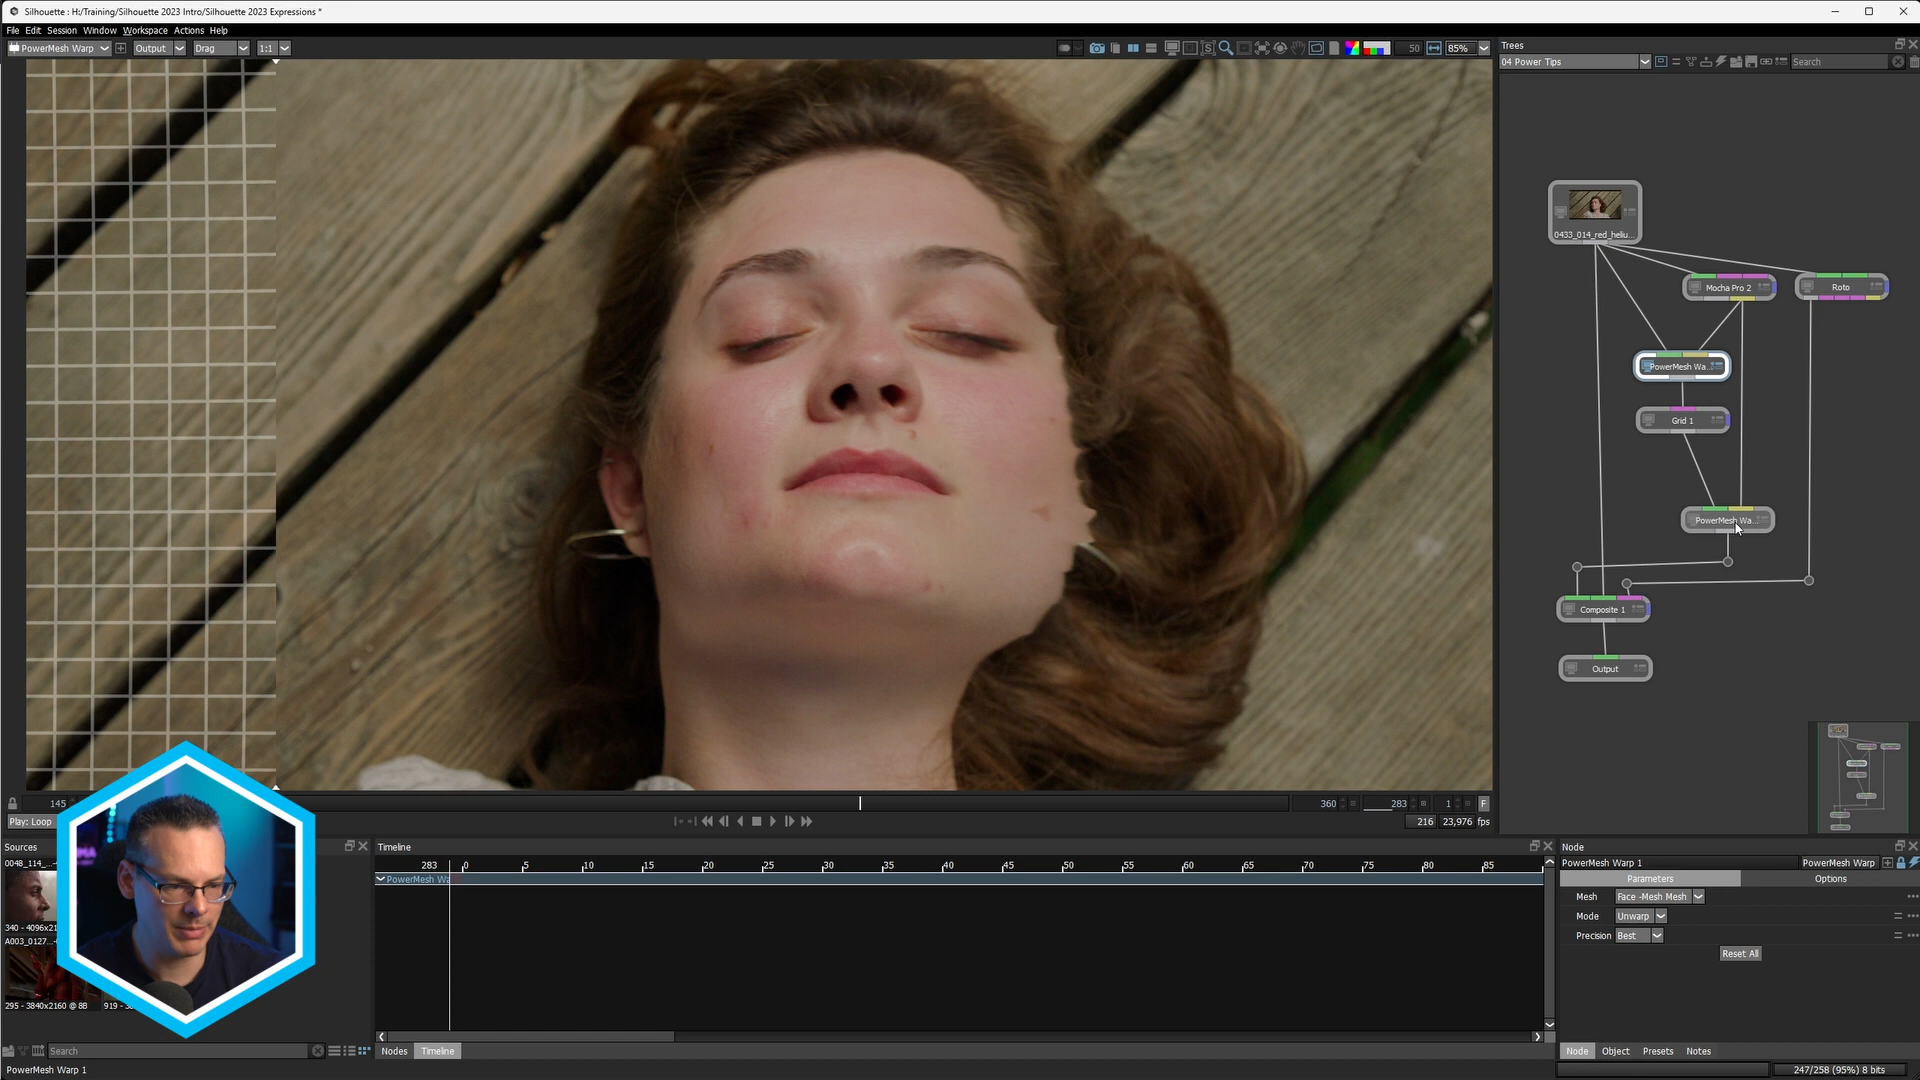 Silhouette : H:/Training/Silhouette 2023 Intro/Silhouette 2023 Expressions *
File Edit Session Window Workspace Actions Help
PowerMesh Warp Output Drag 1:1 50 85%
Trees
04 Power Tips Search
0433_014_red_heliu...
Mocha Pro 2 Roto
PowerMesh Wa...
Grid 1
PowerMesh Wa...
Composite 1
Output
145 360 283 1 F
Play: Loop 216 23,976 fps
Sources Timeline Node
0048_114_... 283 0 5 10 15 20 25 30 35 40 45 50 55 60 65 70 75 80 85
PowerMesh Wa
PowerMesh Warp 1 PowerMesh Warp
Parameters Options
Mesh Face -Mesh Mesh
Mode Unwarp
Precision Best
Reset All
340 - 4096x21
A003_0127...
295 - 3840x2160 @ 8B 919 - 3
Search Nodes Timeline Node Object Presets Notes
PowerMesh Warp 1 247/258 (95%) 8 bits